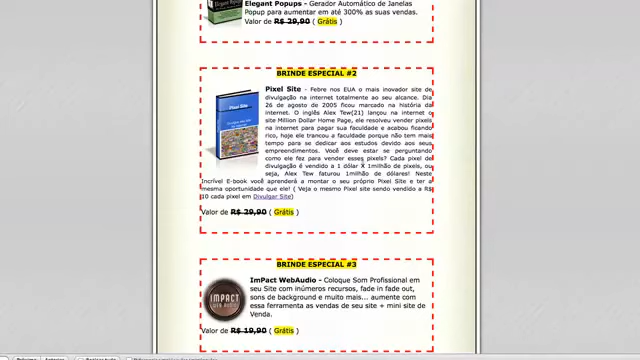 Elegant Popups - Gerador Automático de Janelas
Popup para aumentar em até 300% as suas vendas.
Valor de R$ 29,90 ( Grátis )
BRINDE ESPECIAL #2
Pixel Site
Pixel Site - Febre nos EUA o mais inovador site de
divulgação na internet totalmente ao seu alcance. Dia
26 de agosto de 2005 ficou marcado na história da
internet. O inglês Alex Tew(21) lançou na internet o
site Million Dollar Home Page, ele resolveu vender pixels
na internet para pagar sua faculdade e acabou ficando
rico, hoje ele trancou a faculdade porque não tem mais
tempo para se dedicar aos estudos devido aos seus
empreendimentos. Você deve estar se perguntando
como ele fez para vender esses pixels? Cada pixel de
divulgação é vendido a 1 dólar X 1milhão de pixels, ou
seja, Alex Tew faturou 1milhão de dólares! Neste
Incrível E-book você aprenderá a montar o seu próprio Pixel Site e ter a
mesma oportunidade que ele! ( Veja o mesmo Pixel site sendo vendido a R$
10 cada pixel em Divulgar Site)
Valor de R$ 29,90 ( Grátis )
BRINDE ESPECIAL #3
IMPACT
WEB AUDIO
ImPact WebAudio - Coloque Som Profissional em
seu Site com inúmeros recursos, fade in fade out,
sons de background e muito mais... aumente com
essa ferramenta as vendas de seu site + mini site de
Venda.
Valor de R$ 19,90 ( Grátis )